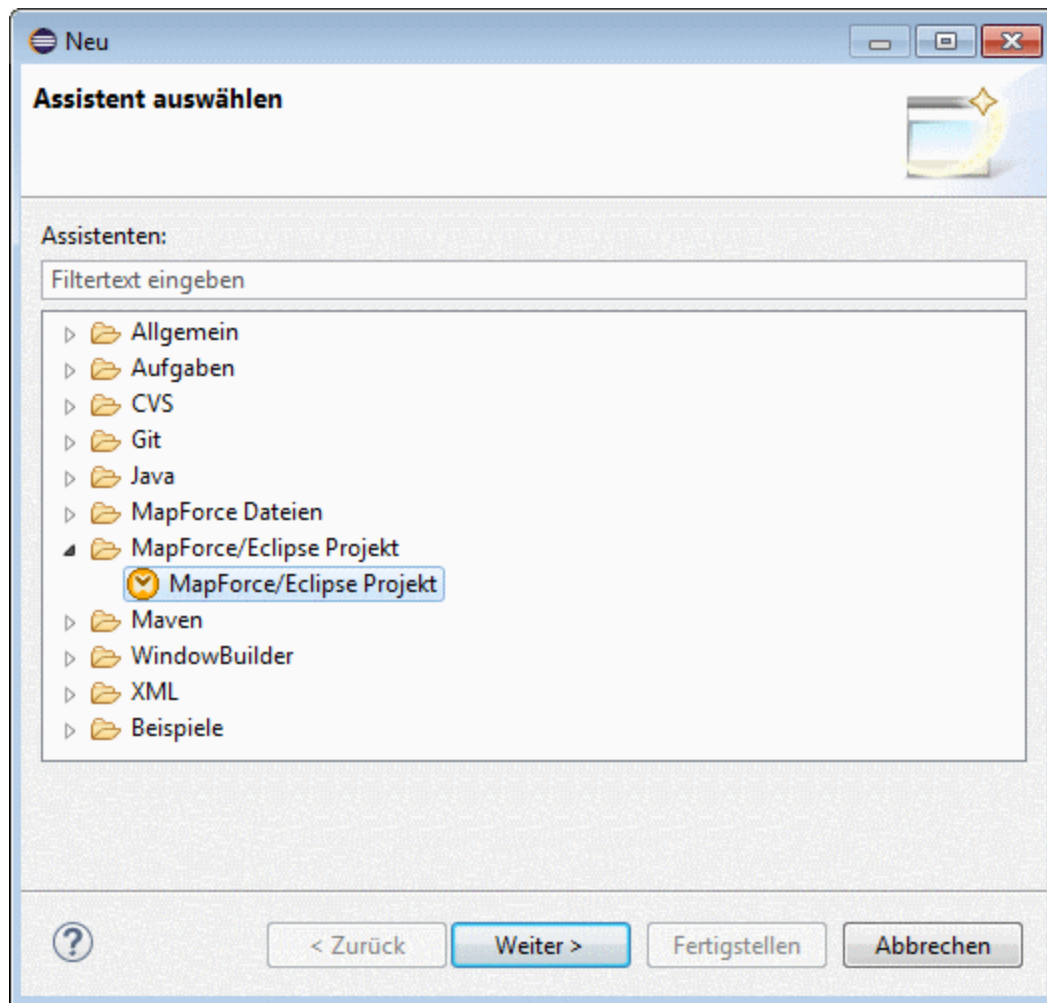 Neu
Assistent auswählen
Assistenten:
Filtertext eingeben
Allgemein
Aufgaben
CVS
Git
Java
MapForce Dateien
MapForce/Eclipse Projekt
MapForce/Eclipse Projekt
Maven
WindowBuilder
XML
Beispiele
? < Zurück Weiter > Fertigstellen Abbrechen